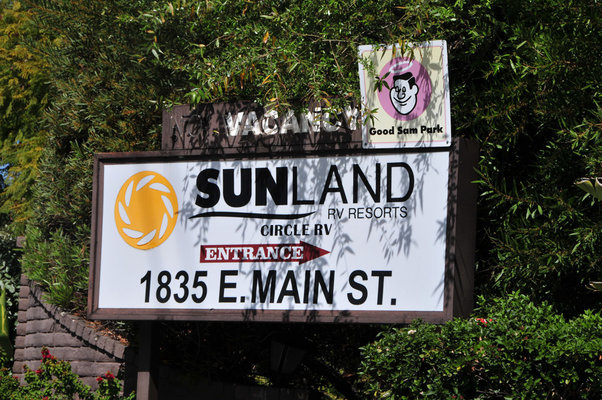 VACANCY
Good Sam Park
SUNLAND
RV RESORTS
CIRCLE RV
ENTRANCE
1835 E.MAIN ST.